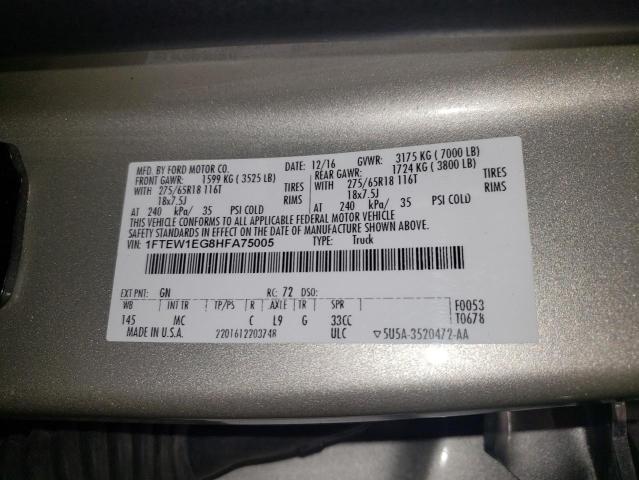 MFD. BY FORD MOTOR CO. DATE: 12/16 GVWR: 3175 KG ( 7000 LB)
FRONT GAWR: 1599 KG ( 3525 LB) REAR GAWR: 1724 KG ( 3800 LB)
WITH 275/65R18 116T TIRES WITH 275/65R18 116T TIRES
18x7.5J RIMS 18x7.5J RIMS
AT 240 kPa/ 35 PSI COLD AT 240 kPa/ 35 PSI COLD
THIS VEHICLE CONFORMS TO ALL APPLICABLE FEDERAL MOTOR VEHICLE
SAFETY STANDARDS IN EFFECT ON THE DATE OF MANUFACTURE SHOWN ABOVE.
VIN: 1FTEW1EG8HFA75005 TYPE: Truck
EXT PNT: GN RC: 72 DSO: F0053
WB INT TR TP/PS R AXLE TR SPR T0678
145 MC C L9 G 33CC
MADE IN U.S.A. 22016122037​4R ULC ▽5U5A-3520472-AA